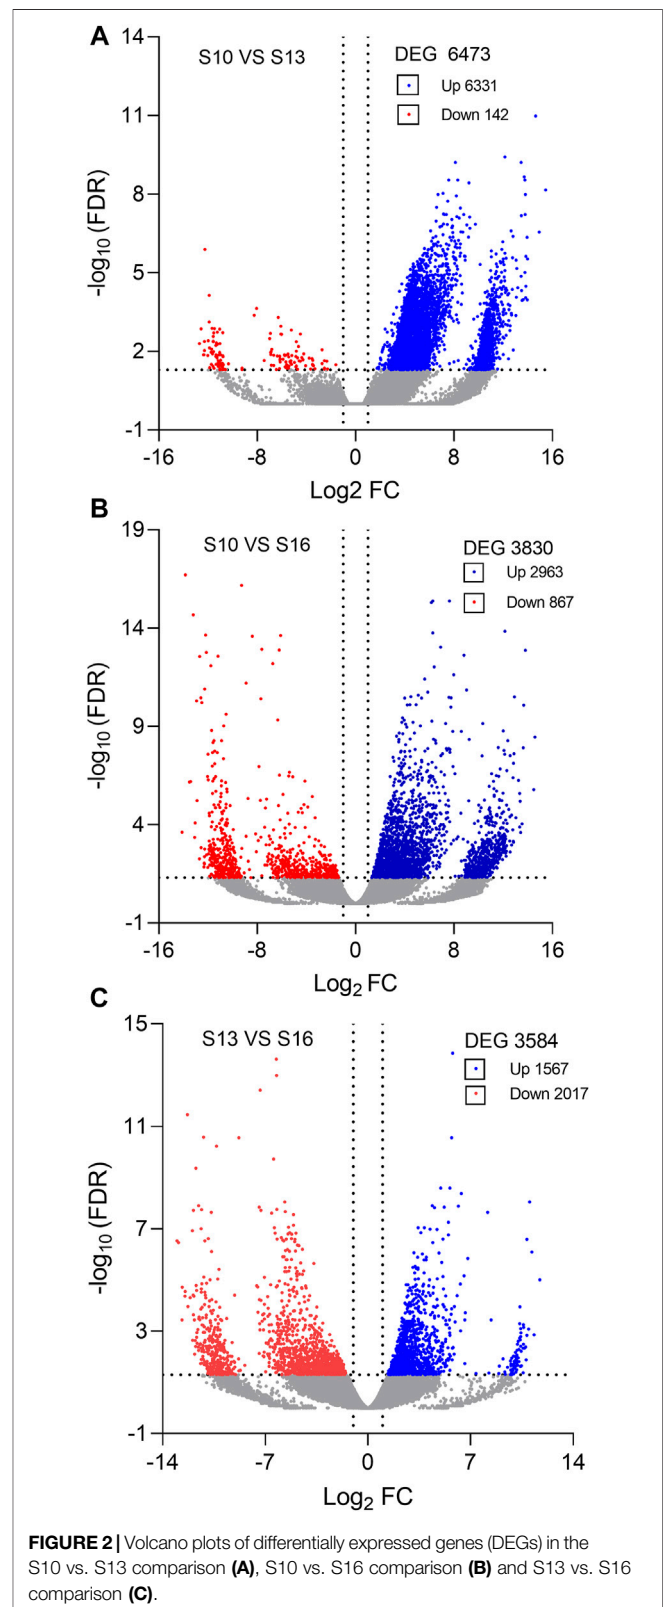 A
S10 VS S13
DEG 6473
Up 6331
Down 142
14
11
8
5
2
-1
-log10 (FDR)
-16 -8 0 8 16
Log2 FC
B
S10 VS S16
DEG 3830
Up 2963
Down 867
19
14
9
4
-1
-log10 (FDR)
-16 -8 0 8 16
Log2 FC
C
S13 VS S16
DEG 3584
Up 1567
Down 2017
15
11
7
3
-1
-log10 (FDR)
-14 -7 0 7 14
Log2 FC
FIGURE 2 | Volcano plots of differentially expressed genes (DEGs) in the
S10 vs. S13 comparison (A), S10 vs. S16 comparison (B) and S13 vs. S16
comparison (C).